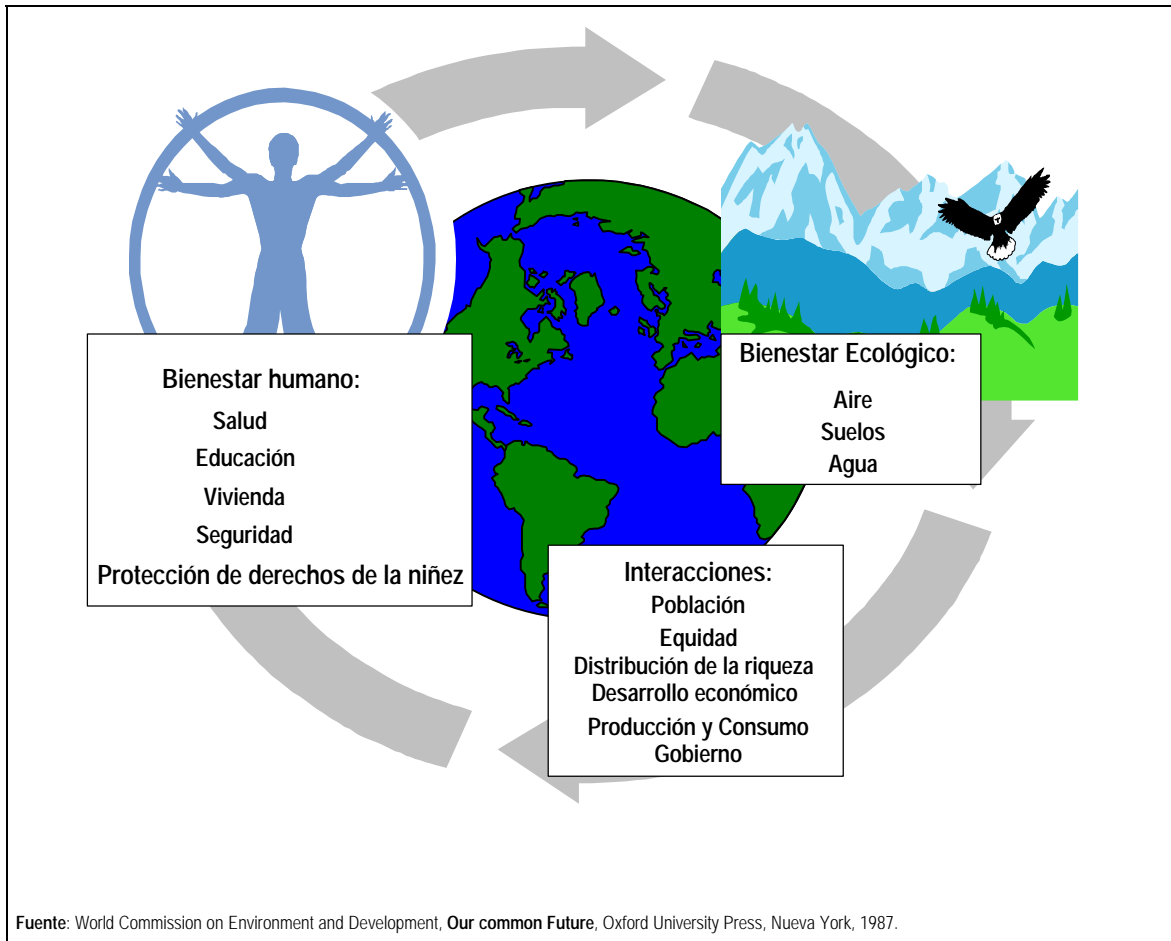 Bienestar humano:
Salud
Educación
Vivienda
Seguridad
Protección de derechos de la niñez
Bienestar Ecológico:
Aire
Suelos
Agua
Interacciones:
Población
Equidad
Distribución de la riqueza
Desarrollo económico
Producción y Consumo
Gobierno
Fuente: World Commission on Environment and Development, Our common Future, Oxford University Press, Nueva York, 1987.